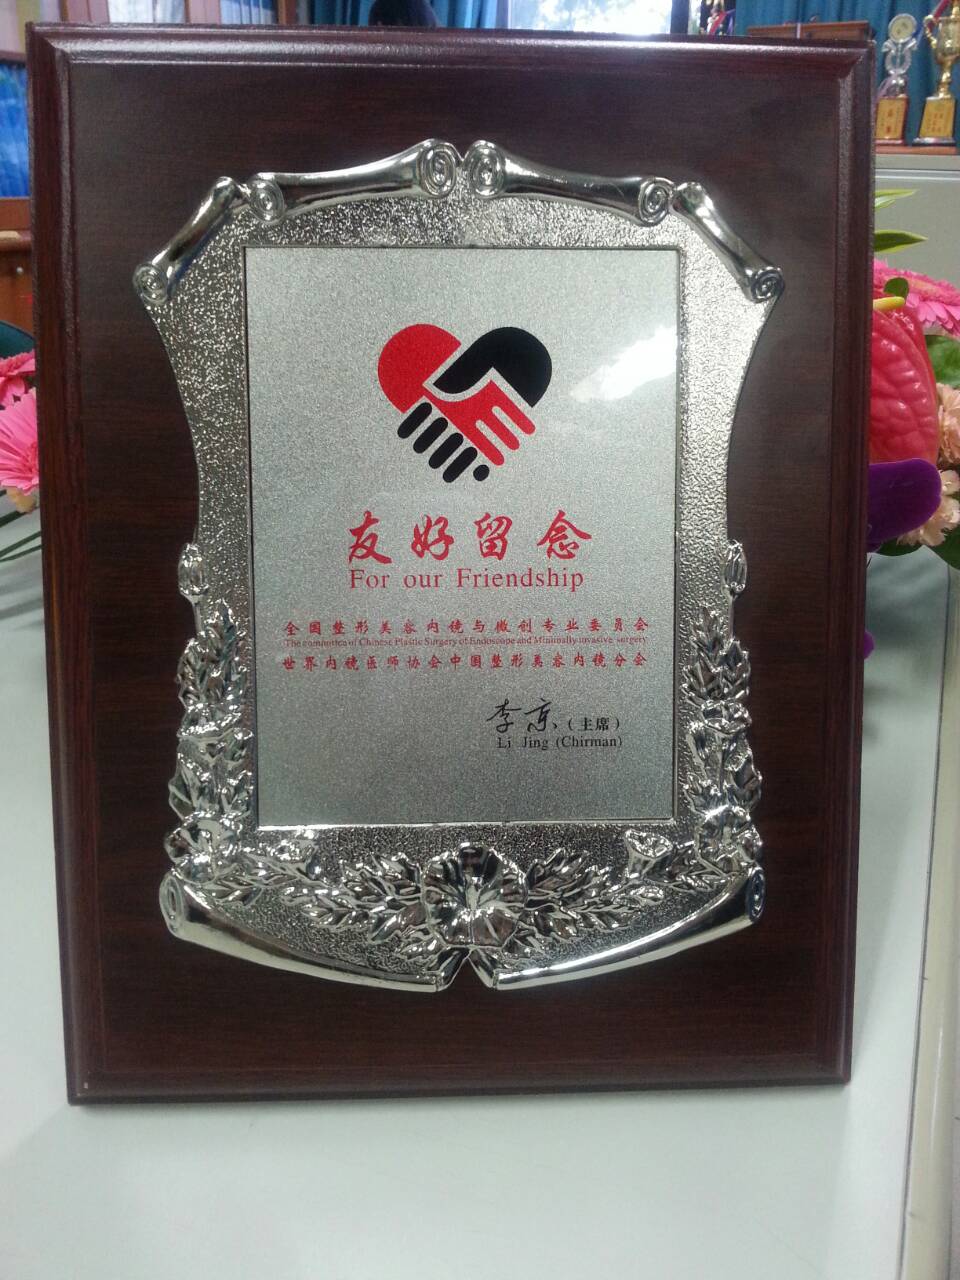 友好留念
For our Friendship
全国整形美容内镜与微创专业委员会
The committica of Chinese Plastic Surgery of Endoscope and Minimally invasive surgery
世界内镜医师协会中国整形美容内镜分会
李京（主席）
Li Jing (Chirman)